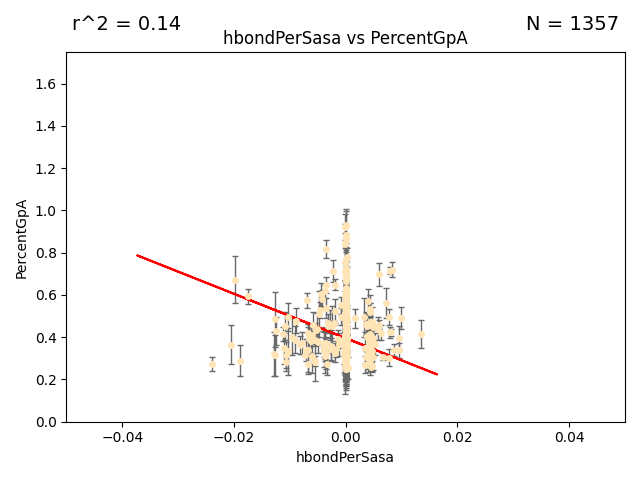 r^2 = 0.14
N = 1357
hbondPerSasa vs PercentGpA
1.6
1.4
1.2
1.0
0.8
0.6
0.4
0.2
0.0
PercentGpA
−0.04
−0.02
0.00
0.02
0.04
hbondPerSasa